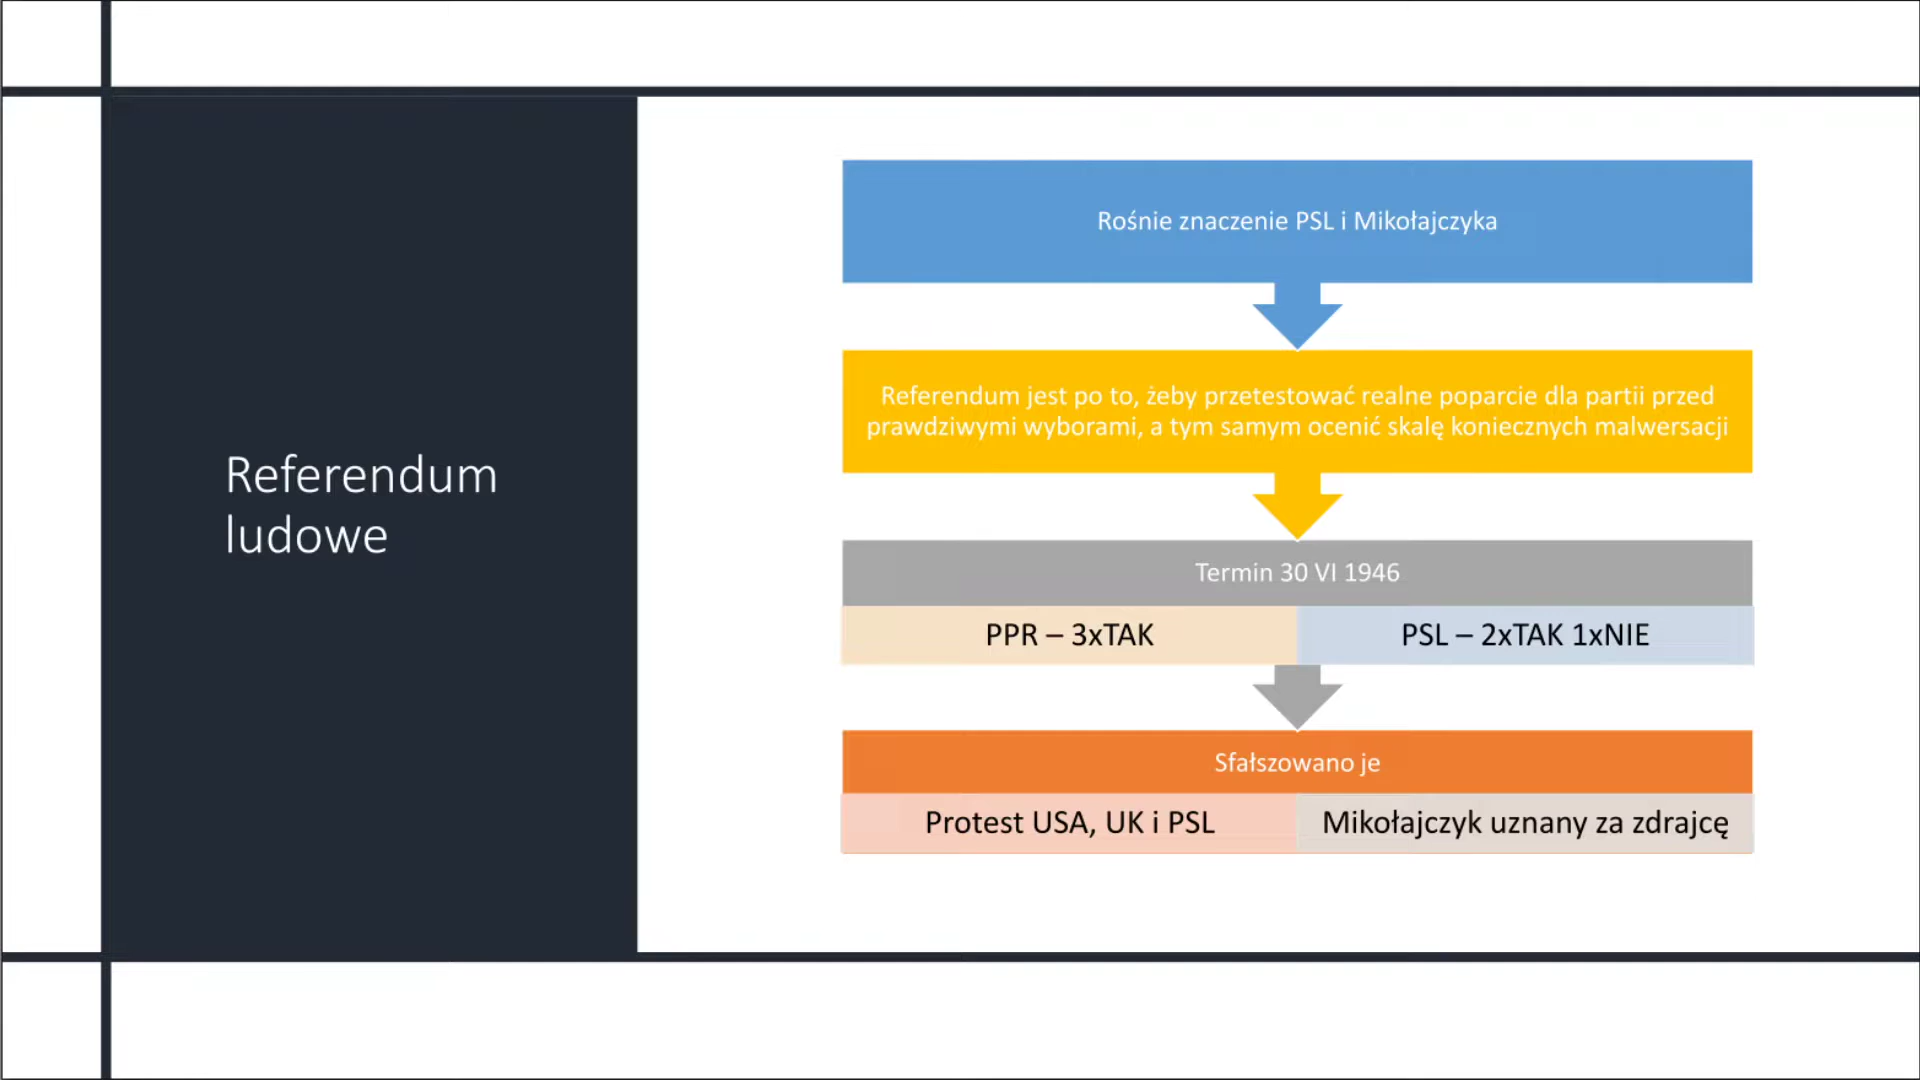 Referendum
ludowe
Rośnie znaczenie PSL i Mikołajczyka
Referendum jest po to, żeby przetestować realne poparcie dla partii przed
prawdziwymi wyborami, a tym samym ocenić skalę koniecznych malwersacji
Termin 30 VI 1946
PPR – 3xTAK
PSL – 2xTAK 1xNIE
Sfałszowano je
Protest USA, UK i PSL
Mikołajczyk uznany za zdrajcę